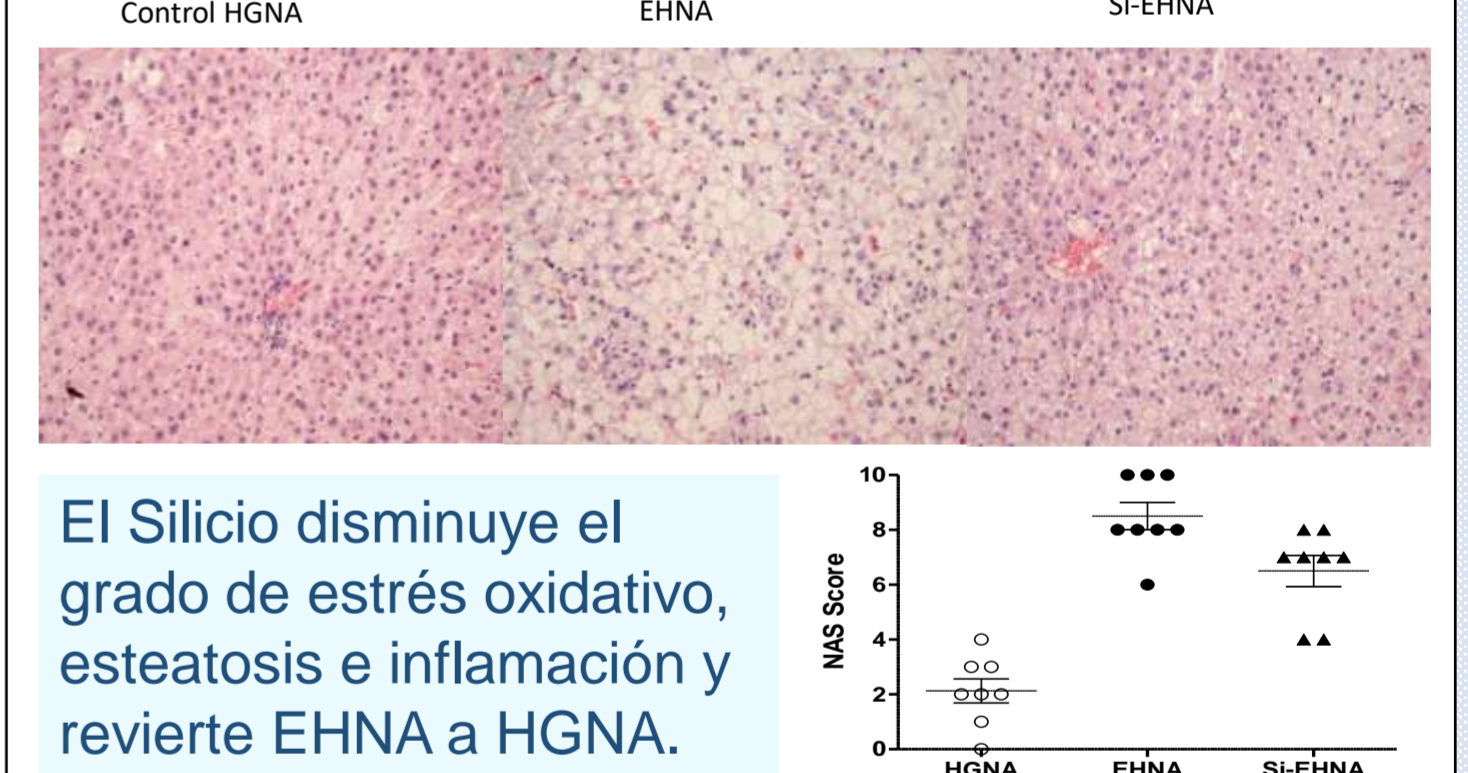 Control HGNA
EHNA
Si-EHNA
El Silicio disminuye el
grado de estrés oxidativo,
esteatosis e inflamación y
revierte EHNA a HGNA.
NAS Score
10
8
6
4
2
0
HGNA
EHNA
Si-EHNA